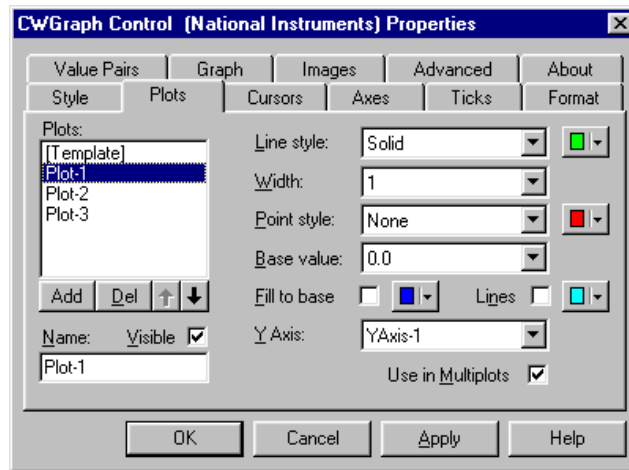 CWGraph Control (National Instruments) Properties
Value Pairs Graph Images Advanced About
Style Plots Cursors Axes Ticks Format
Plots:
[Template]
Plot-1
Plot-2
Plot-3
Add Del
Name: Visible
Plot-1
Line style: Solid
Width: 1
Point style: None
Base value: 0.0
Fill to base Lines
Y Axis: YAxis-1
Use in Multiplots
OK Cancel Apply Help